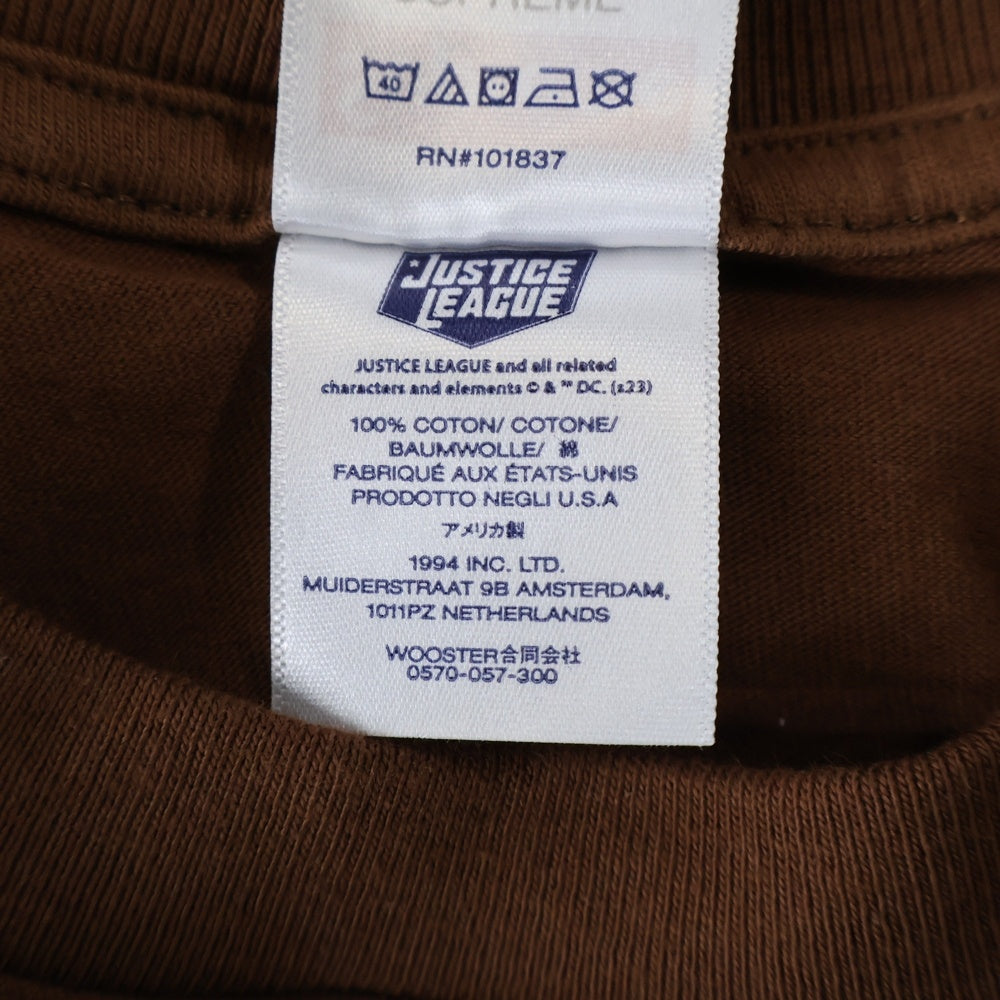 SUPREME
40
RN#101837
JUSTICE
LEAGUE
JUSTICE LEAGUE and all related
characters and elements © & ™ DC. (s23)
100% COTON/ COTONE/
BAUMWOLLE/ 綿
FABRIQUÉ AUX ÉTATS-UNIS
PRODOTTO NEGLI U.S.A
アメリカ製
1994 INC. LTD.
MUIDERSTRAAT 9B AMSTERDAM,
1011PZ NETHERLANDS
WOOSTER合同会社
0570-057-300